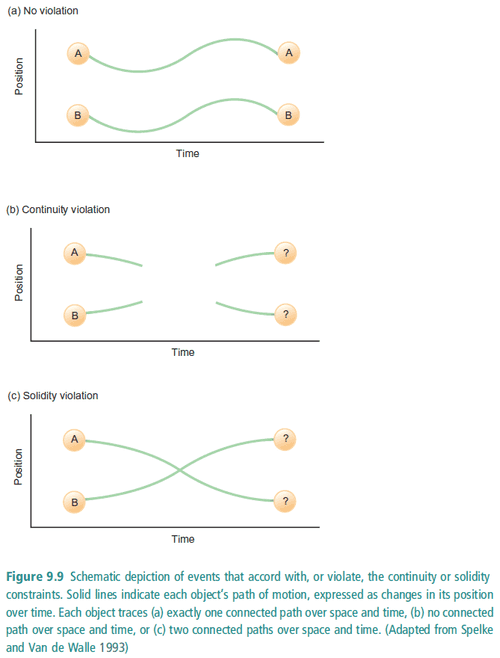 (a) No violation
A
A
Position
B
B
Time
(b) Continuity violation
A
?
Position
B
?
Time
(c) Solidity violation
A
?
Position
B
?
Time
Figure 9.9 Schematic depiction of events that accord with, or violate, the continuity or solidity
constraints. Solid lines indicate each object's path of motion, expressed as changes in its position
over time. Each object traces (a) exactly one connected path over space and time, (b) no connected
path over space and time, or (c) two connected paths over space and time. (Adapted from Spelke
and Van de Walle 1993)